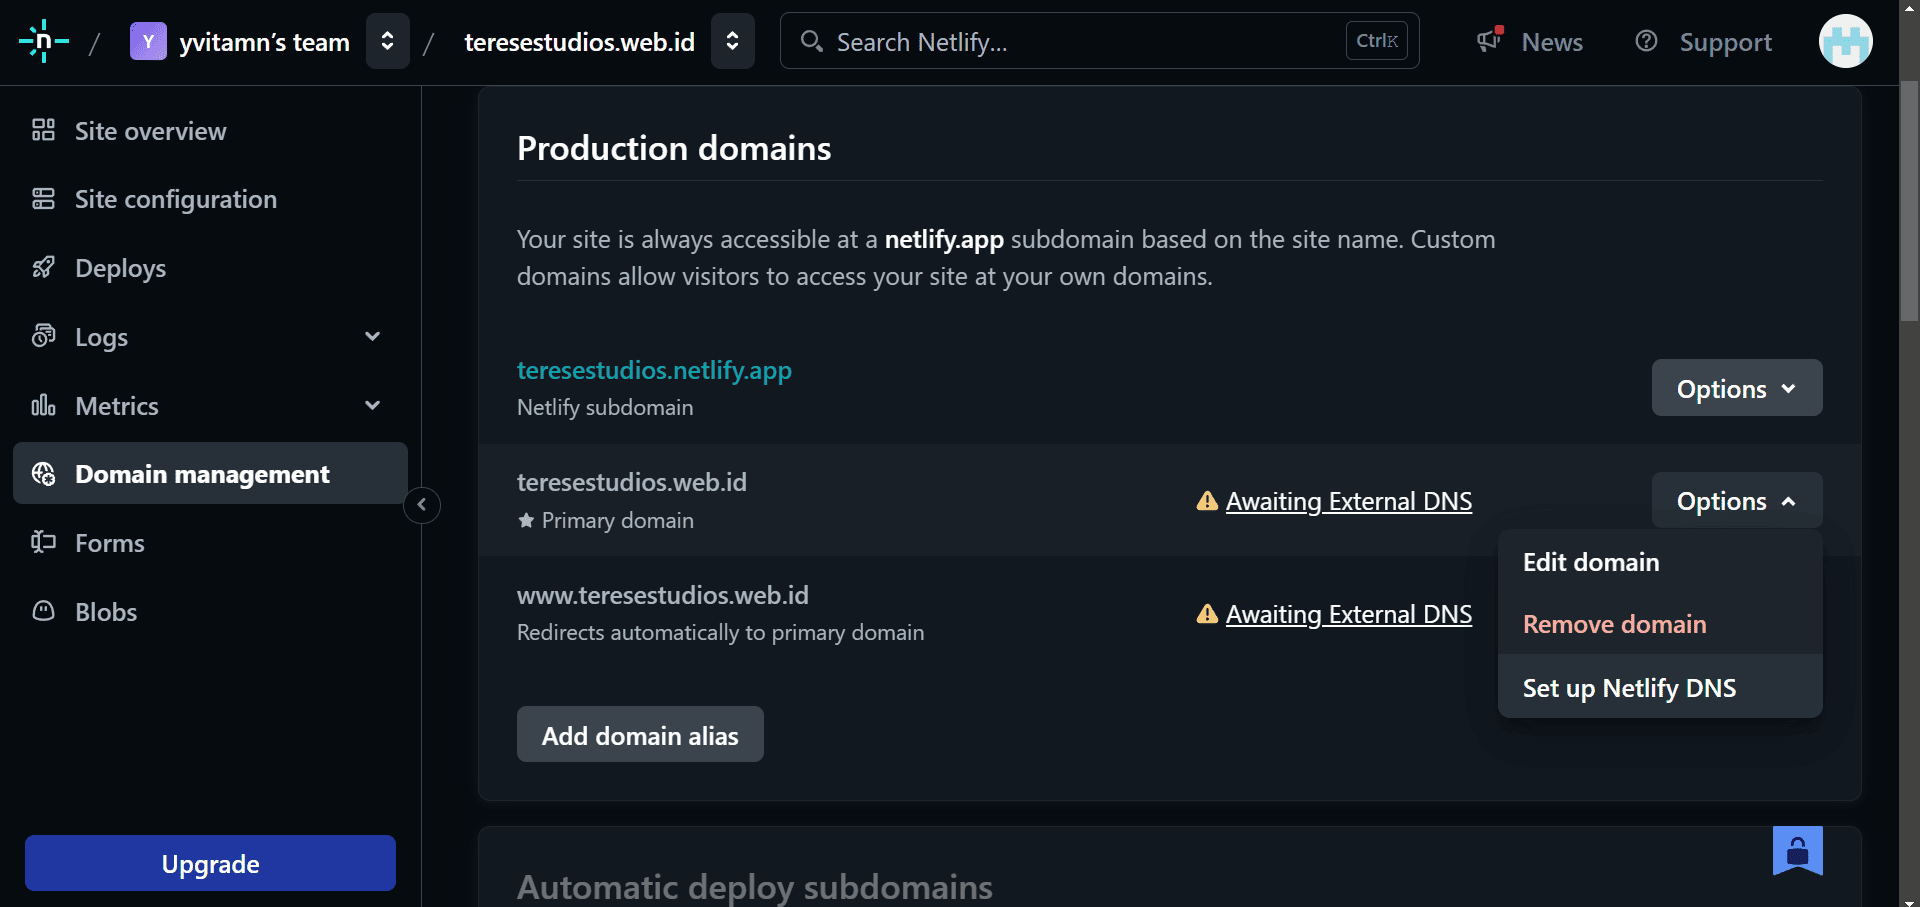 n / Y yvitamn’s team / teresestudios.web.id Search Netlify... CtrlK News Support
Site overview
Site configuration
Deploys
Logs
Metrics
Domain management
Forms
Blobs
Upgrade
Production domains
Your site is always accessible at a netlify.app subdomain based on the site name. Custom
domains allow visitors to access your site at your own domains.
teresestudios.netlify.app
Netlify subdomain
Options
teresestudios.web.id
Primary domain
Awaiting External DNS
Options
Edit domain
Remove domain
Set up Netlify DNS
www.teresestudios.web.id
Redirects automatically to primary domain
Awaiting External DNS
Add domain alias
Automatic deploy subdomains